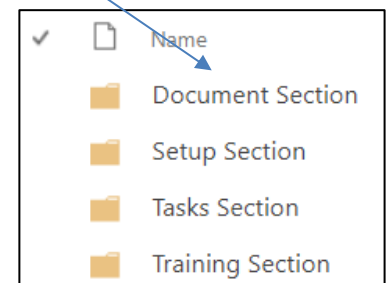 Name
Document Section
Setup Section
Tasks Section
Training Section